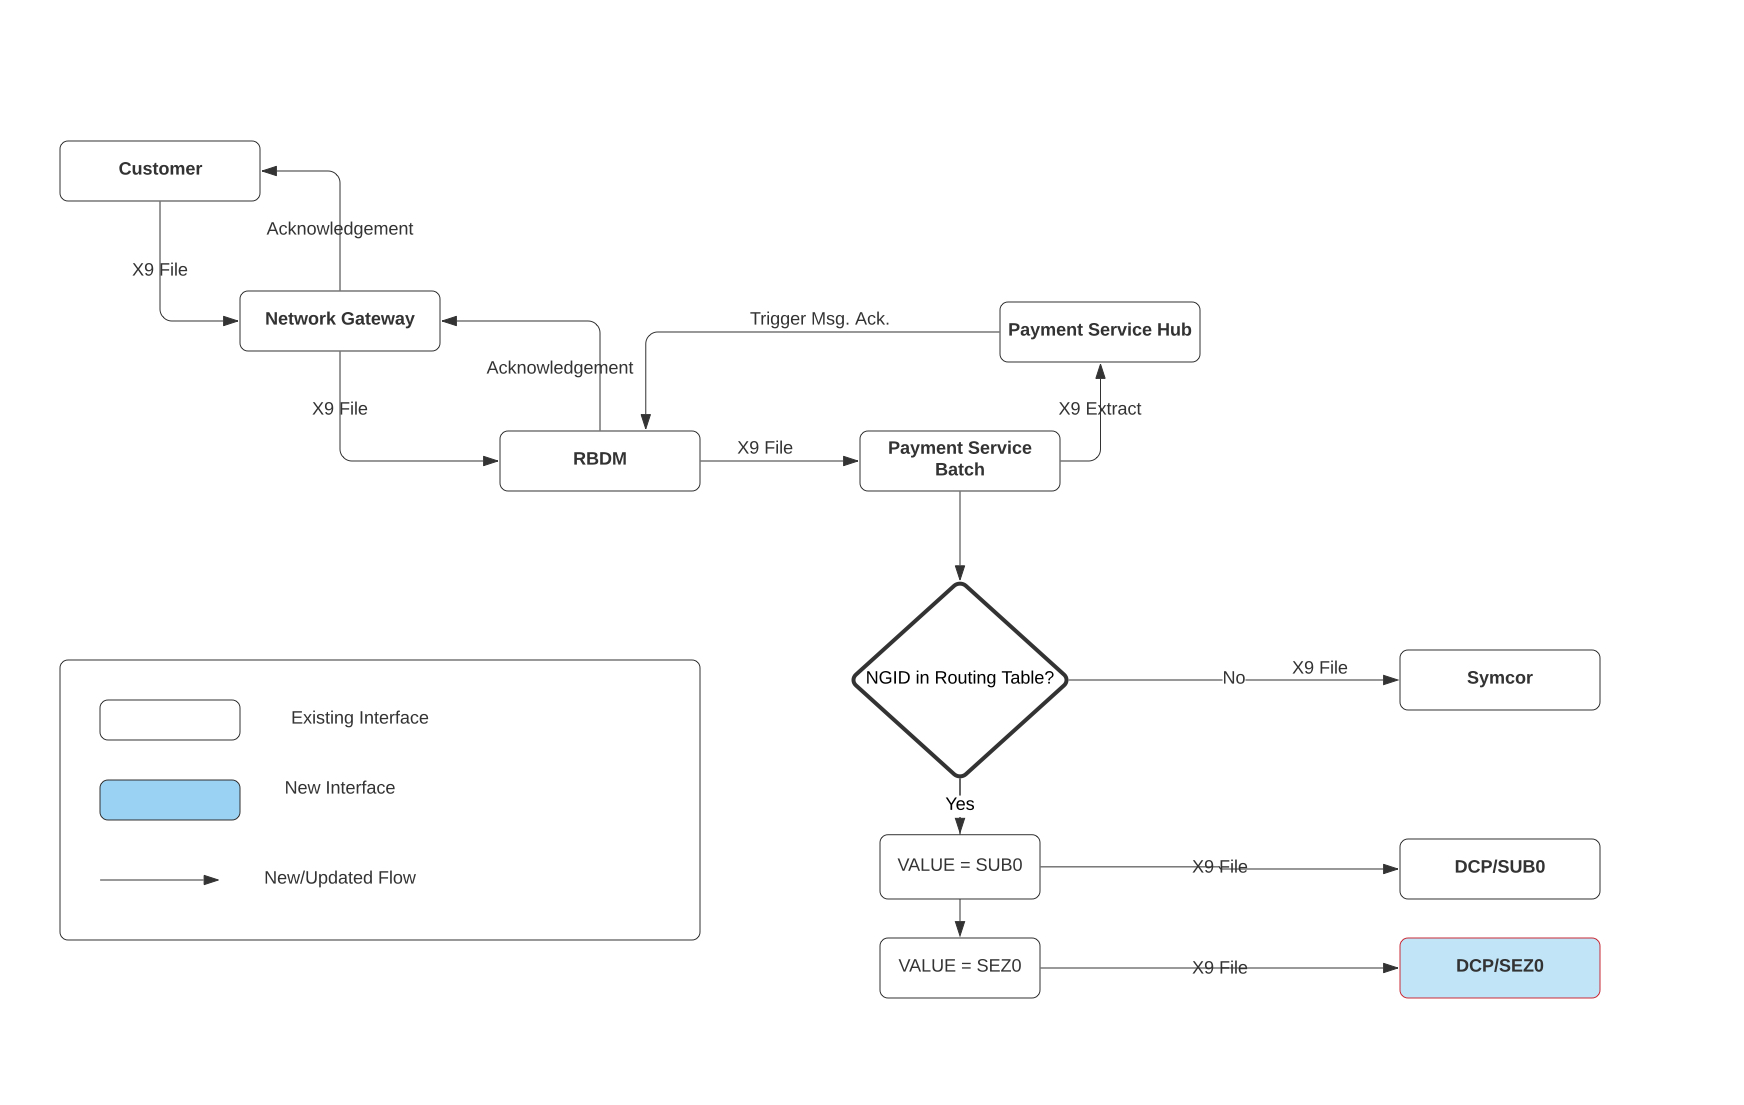 Customer
Acknowledgement
X9 File
Network Gateway
Trigger Msg. Ack.
Payment Service Hub
Acknowledgement
X9 File
X9 Extract
RBDM
X9 File
Payment Service
Batch
NGID in Routing Table?
No
X9 File
Symcor
Existing Interface
New Interface
New/Updated Flow
Yes
VALUE = SUB0
X9 File
DCP/SUB0
VALUE = SEZ0
X9 File
DCP/SEZ0